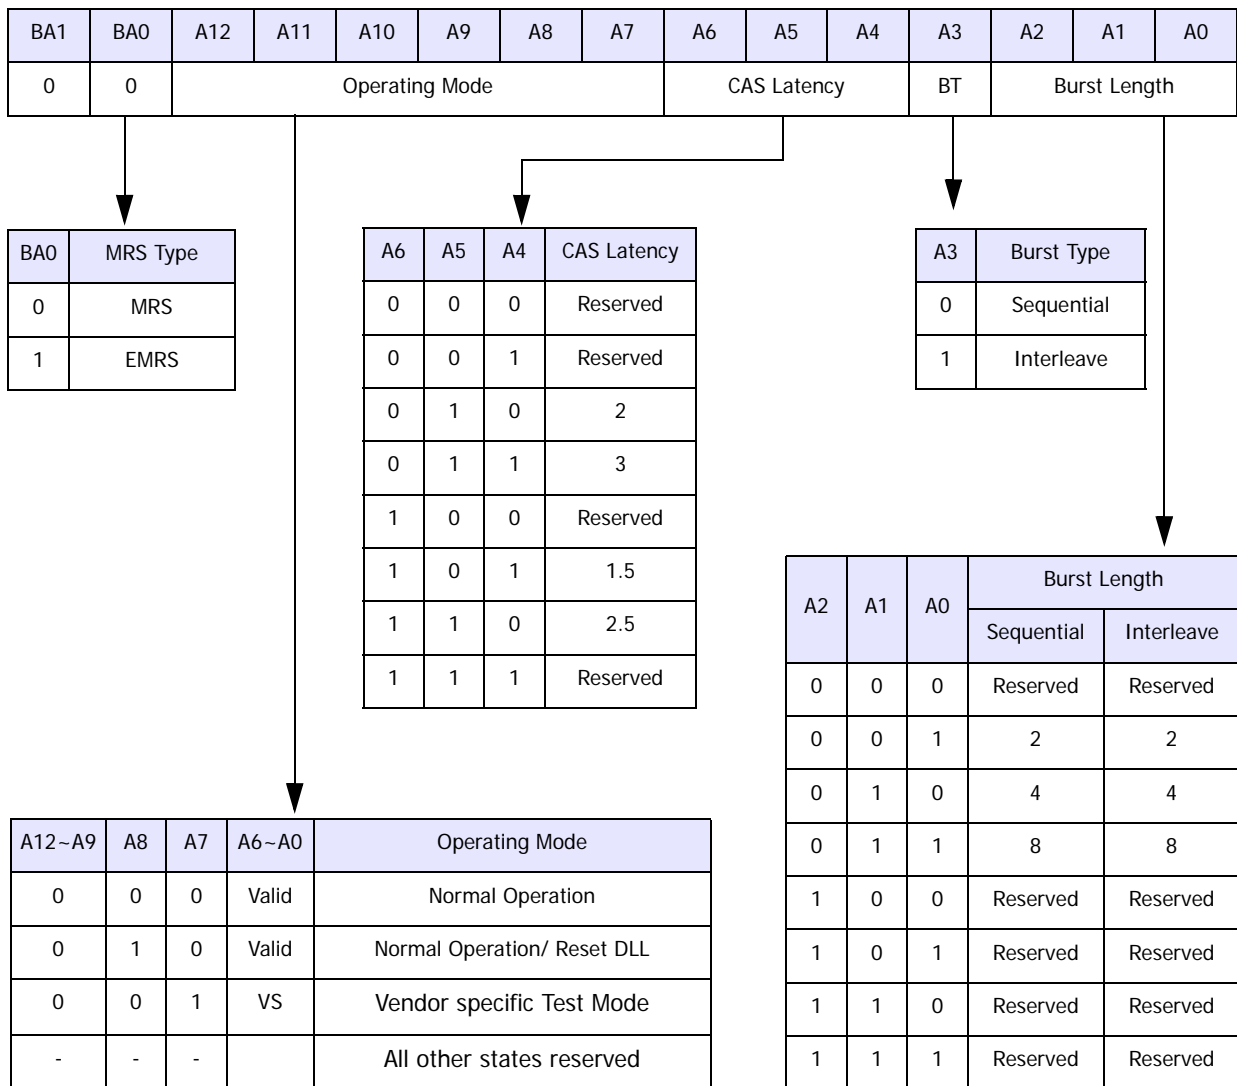 BA1 BA0 A12 A11 A10 A9 A8 A7 A6 A5 A4 A3 A2 A1 A0
0 0 Operating Mode CAS Latency BT Burst Length
BA0 MRS Type
0 MRS
1 EMRS
A6 A5 A4 CAS Latency
0 0 0 Reserved
0 0 1 Reserved
0 1 0 2
0 1 1 3
1 0 0 Reserved
1 0 1 1.5
1 1 0 2.5
1 1 1 Reserved
A3 Burst Type
0 Sequential
1 Interleave
A2 A1 A0 Burst Length
Sequential Interleave
0 0 0 Reserved Reserved
0 0 1 2 2
0 1 0 4 4
0 1 1 8 8
1 0 0 Reserved Reserved
1 0 1 Reserved Reserved
1 1 0 Reserved Reserved
1 1 1 Reserved Reserved
A12~A9 A8 A7 A6~A0 Operating Mode
0 0 0 Valid Normal Operation
0 1 0 Valid Normal Operation/ Reset DLL
0 0 1 VS Vendor specific Test Mode
- - - All other states reserved